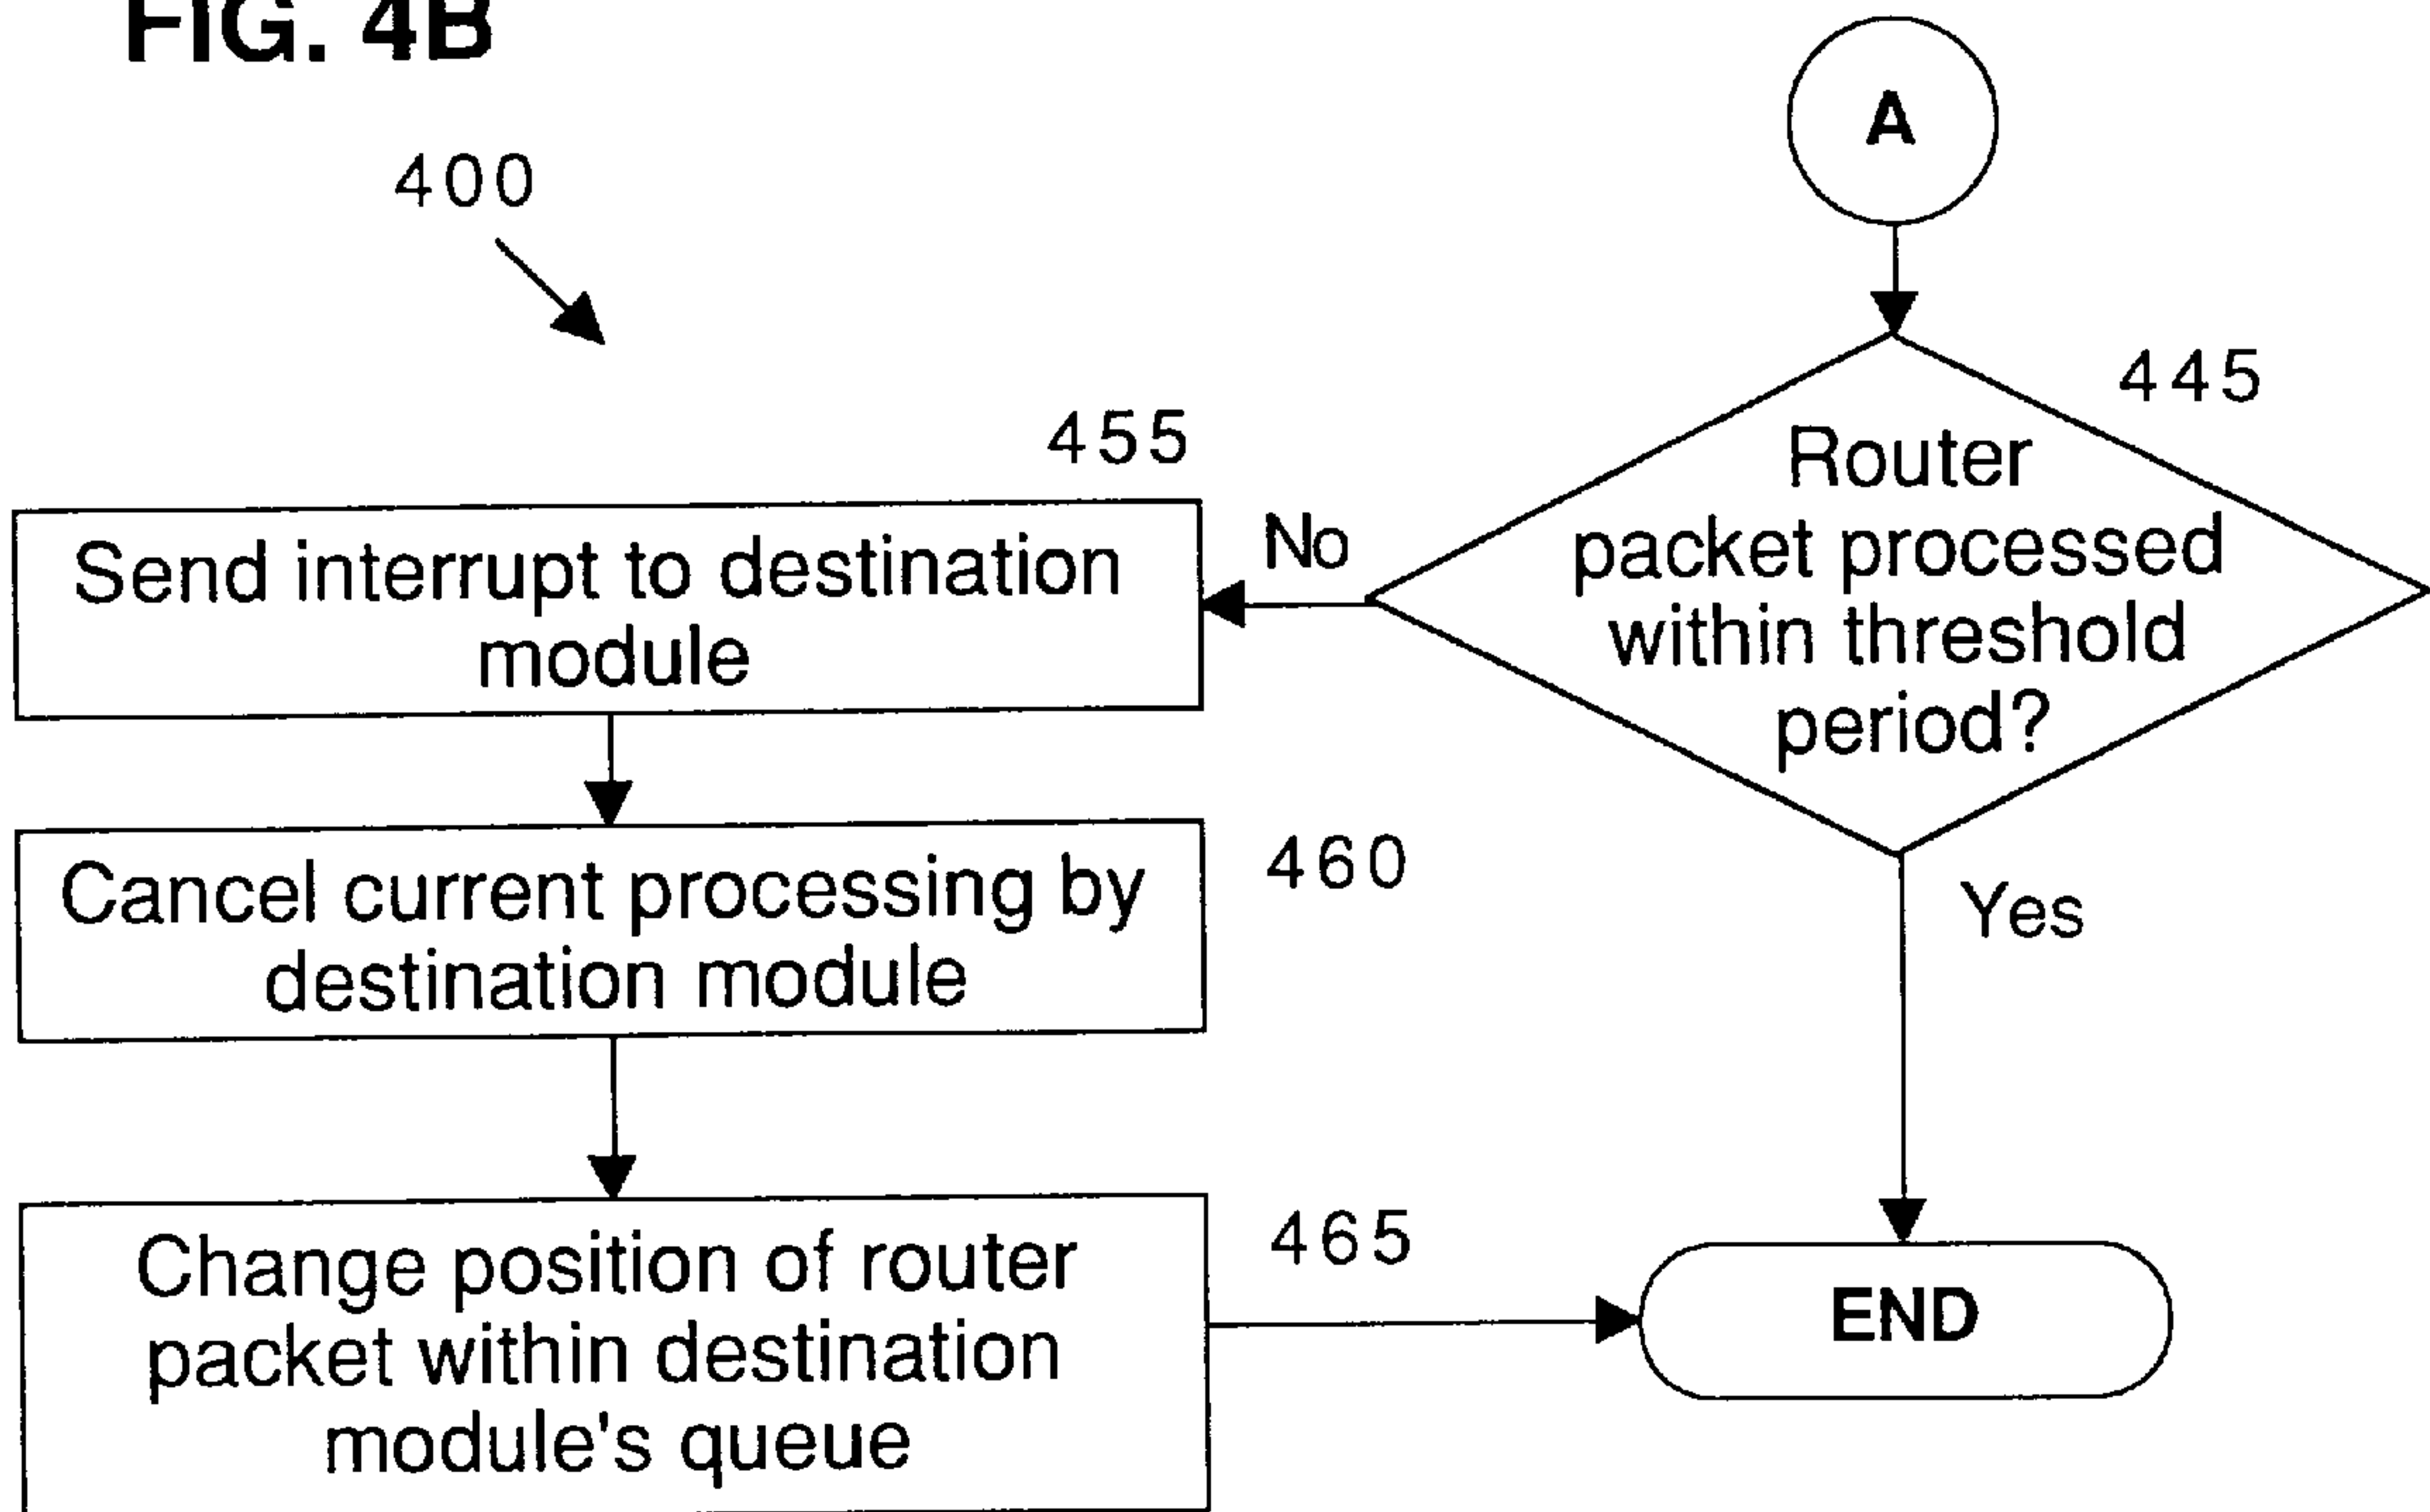 FIG. 4B
400
A
445
Router
packet processed
within threshold
period?
No
Yes
455
Send interrupt to destination
module
460
Cancel current processing by
destination module
465
Change position of router
packet within destination
module's queue
END